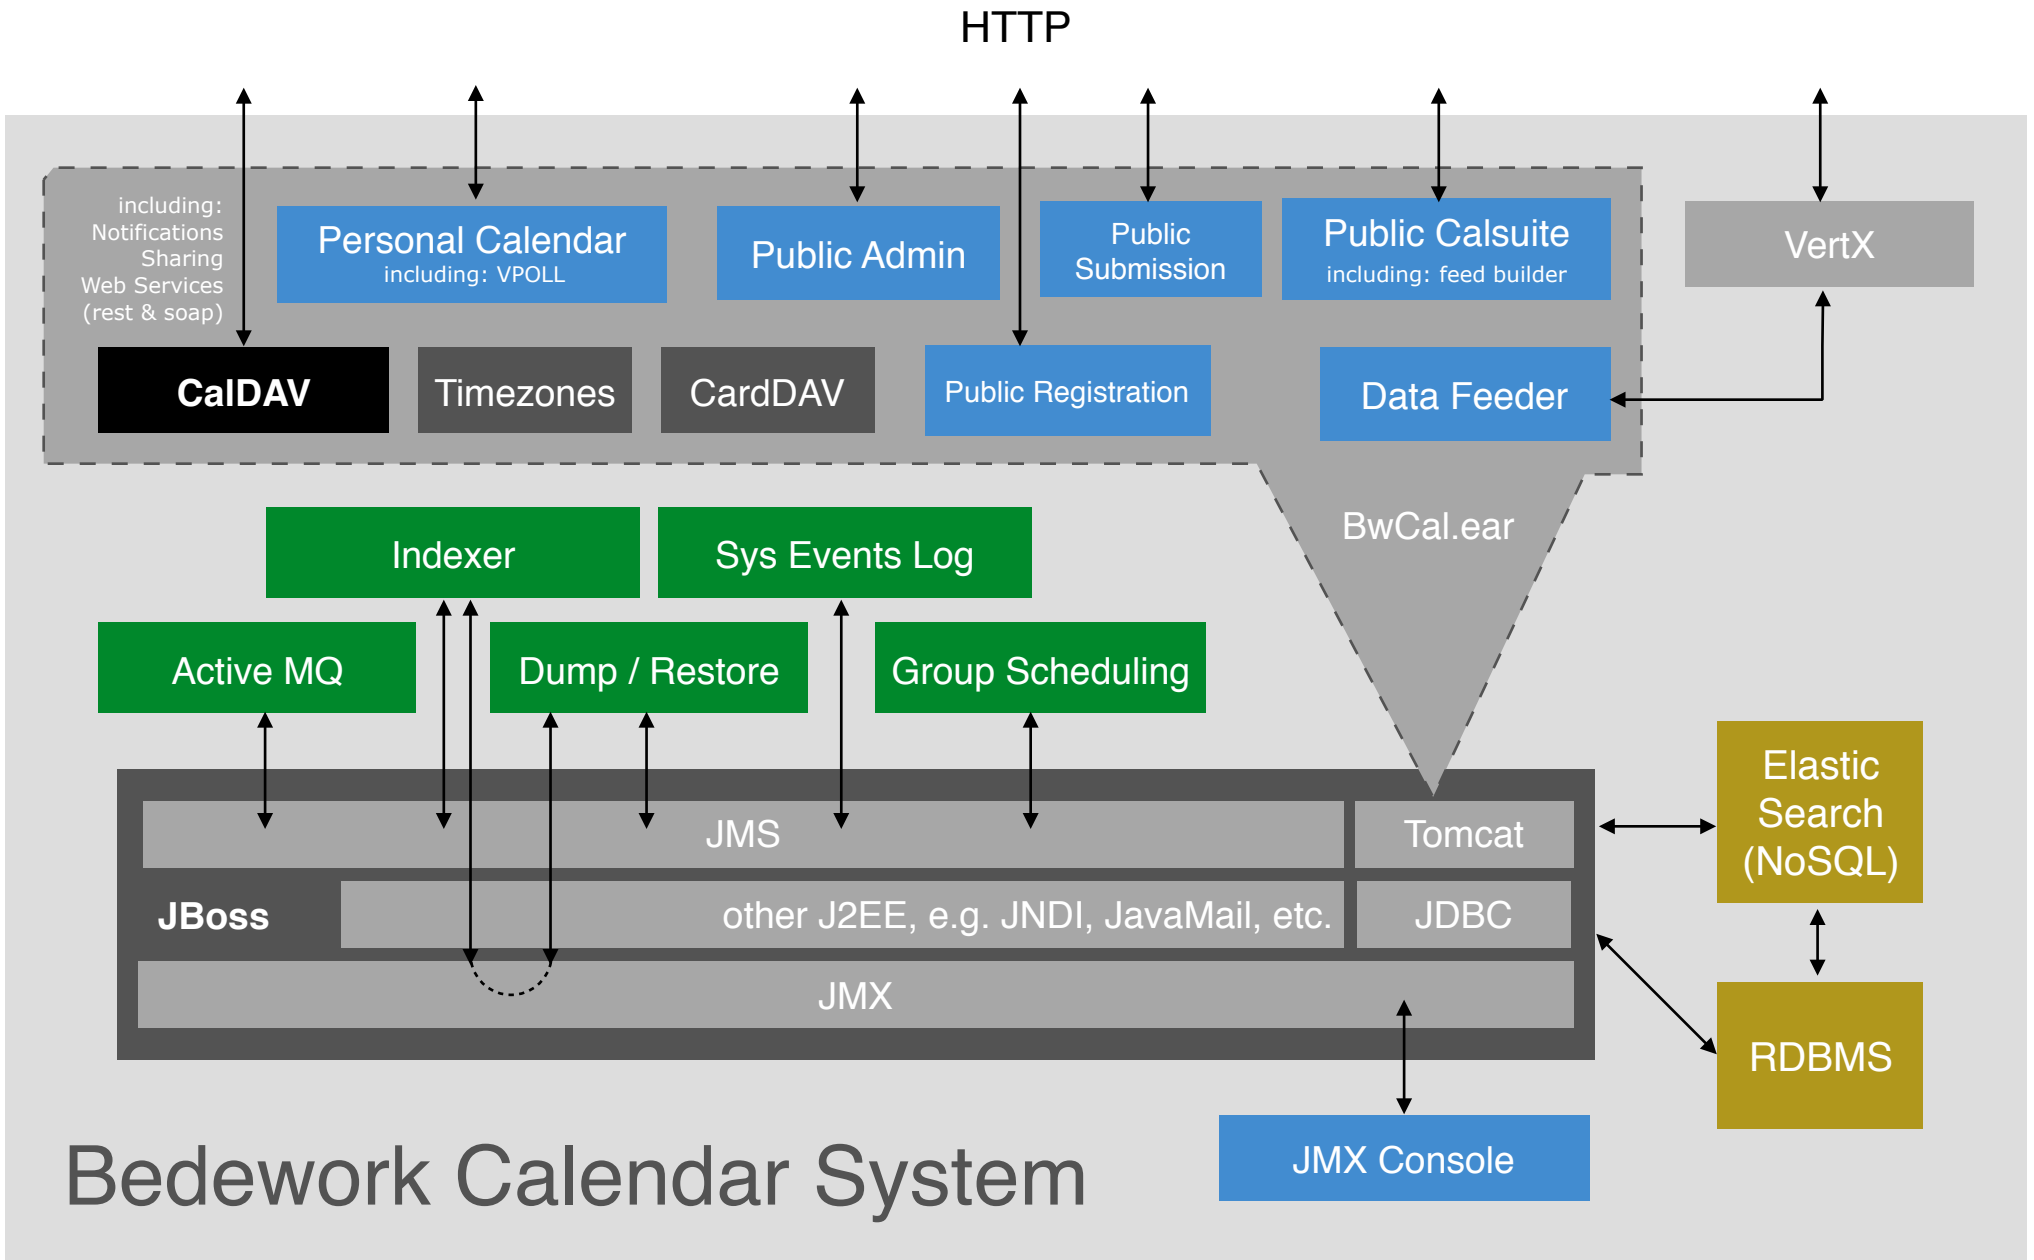 HTTP
including:
Notifications
Sharing
Web Services
(rest & soap)
Personal Calendar
including: VPOLL
Public Admin
Public
Submission
Public Calsuite
including: feed builder
VertX
CalDAV
Timezones
CardDAV
Public Registration
Data Feeder
BwCal.ear
Indexer
Sys Events Log
Active MQ
Dump / Restore
Group Scheduling
JMS
Tomcat
JBoss
other J2EE, e.g. JNDI, JavaMail, etc.
JDBC
JMX
Elastic
Search
(NoSQL)
RDBMS
JMX Console
Bedework Calendar System